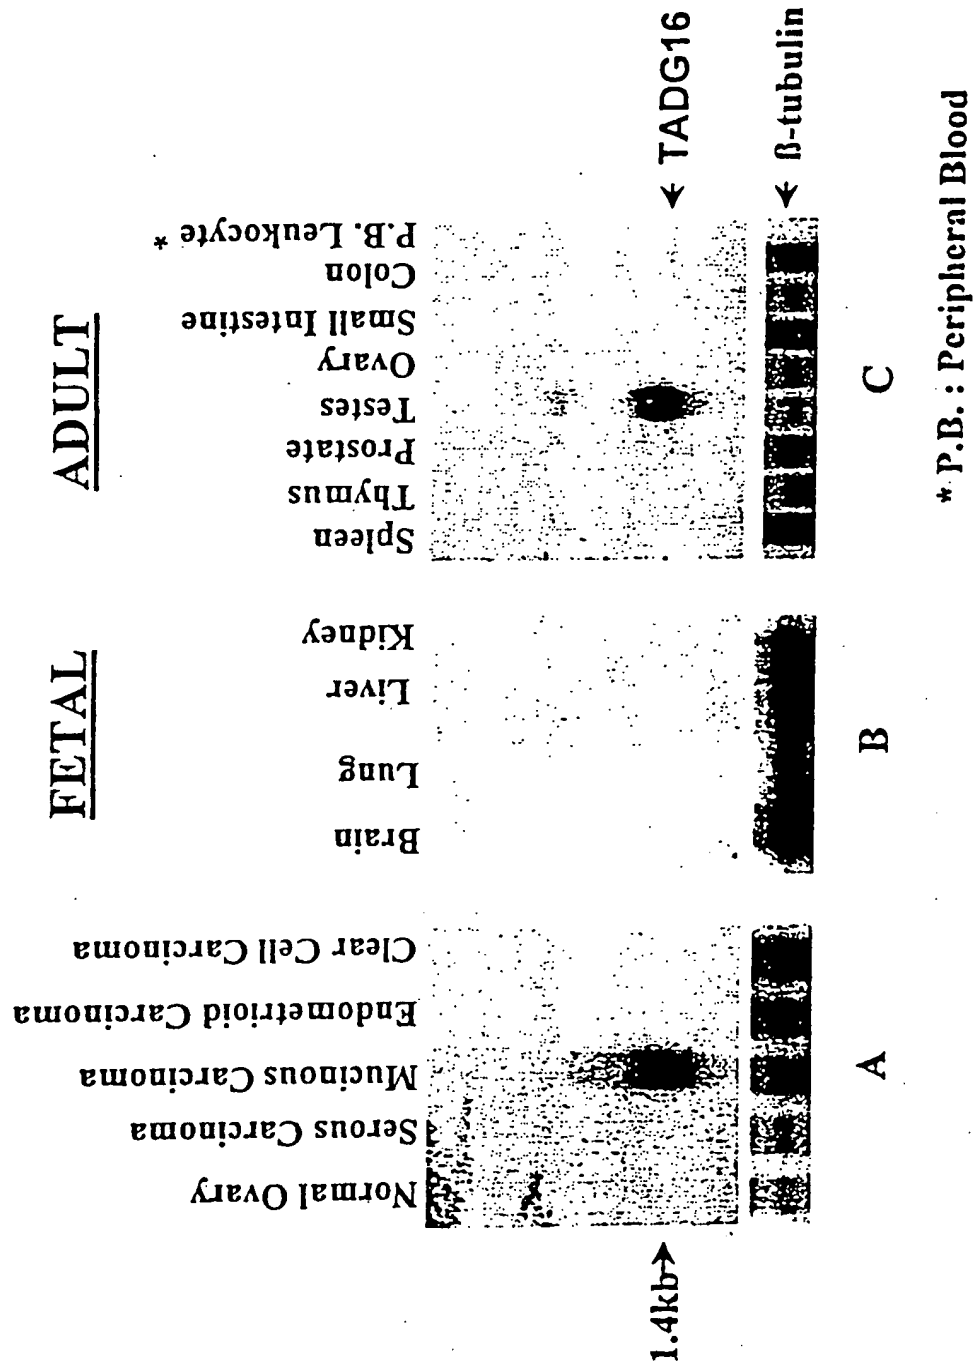 FETAL
ADULT
Normal Ovary
Serous Carcinoma
Mucinous Carcinoma
Endometrioid Carcinoma
Clear Cell Carcinoma
Brain
Lung
Liver
Kidney
Spleen
Thymus
Prostate
Testes
Ovary
Small Intestine
Colon
P.B. Leukocyte *
1.4kb→
← TADG16
← ß-tubulin
A
B
C
* P.B. : Peripheral Blood